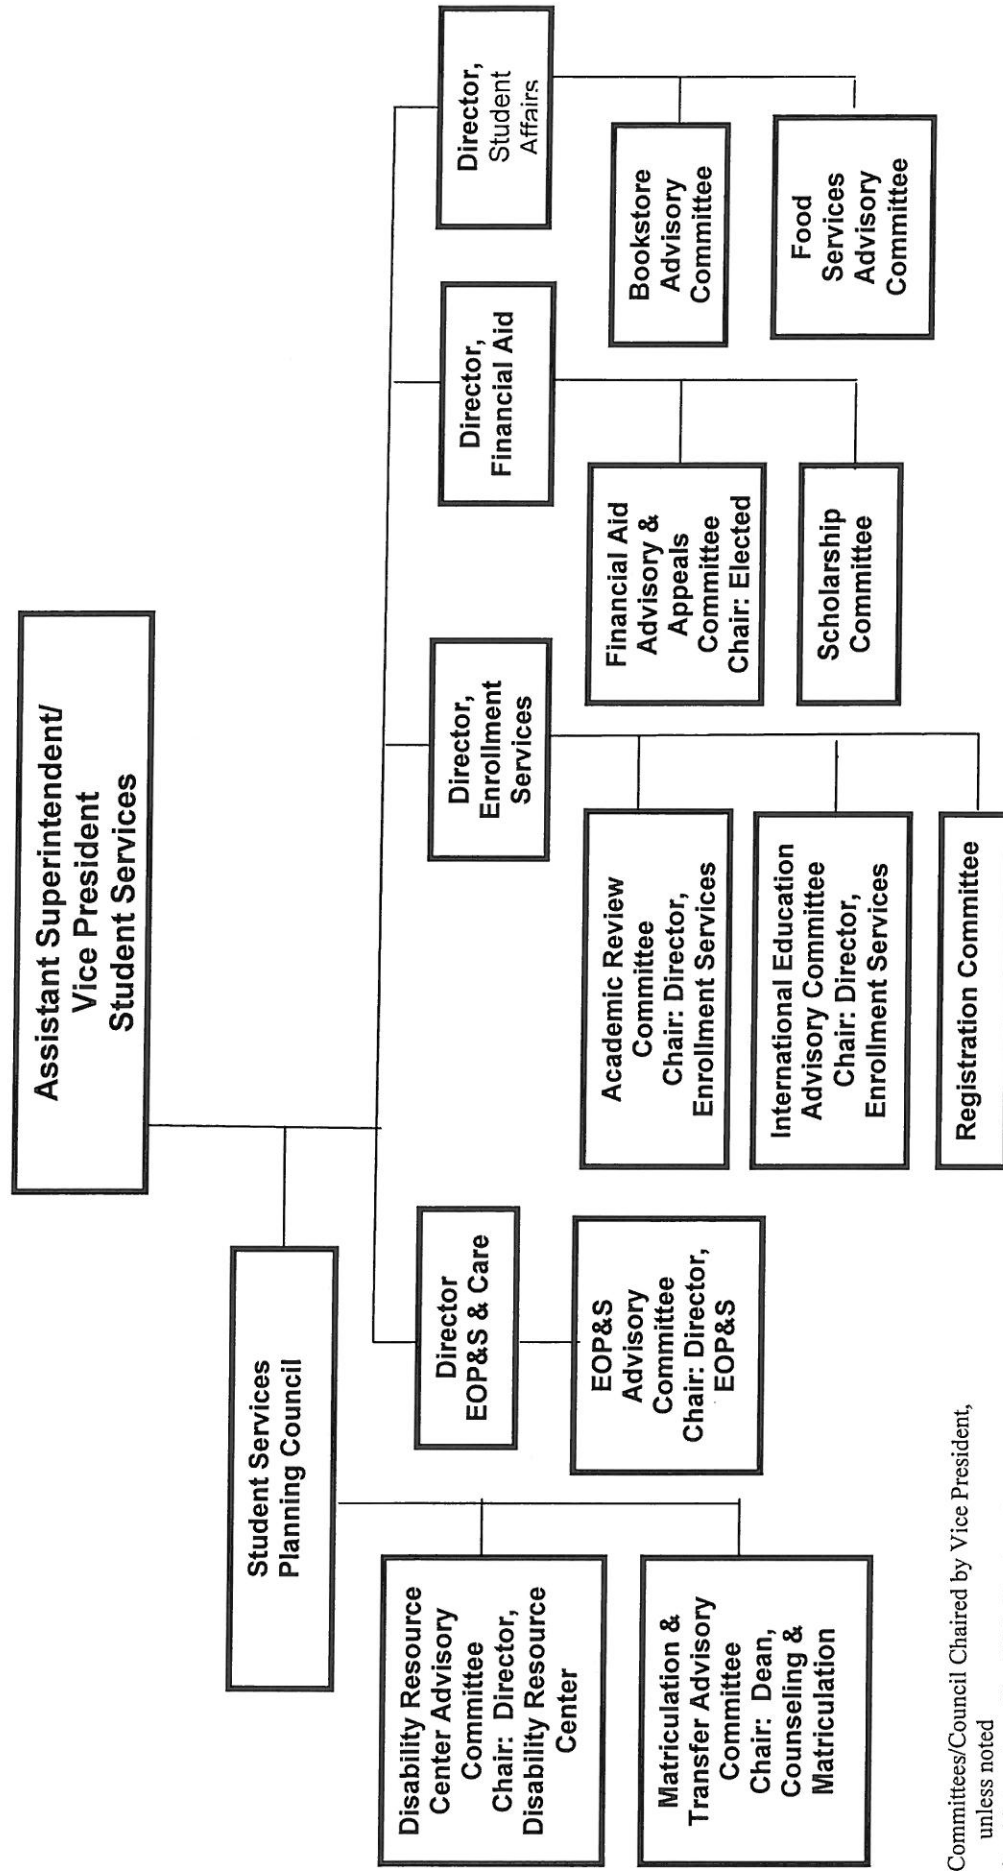 Assistant Superintendent/
Vice President
Student Services
Student Services
Planning Council
Disability Resource
Center Advisory
Committee
Chair: Director,
Disability Resource
Center
Matriculation &
Transfer Advisory
Committee
Chair: Dean,
Counseling &
Matriculation
Director
EOP&S & Care
EOP&S
Advisory
Committee
Chair: Director,
EOP&S
Director,
Enrollment
Services
Academic Review
Committee
Chair: Director,
Enrollment Services
International Education
Advisory Committee
Chair: Director,
Enrollment Services
Registration Committee
Director,
Financial Aid
Financial Aid
Advisory &
Appeals
Committee
Chair: Elected
Scholarship
Committee
Director,
Student
Affairs
Bookstore
Advisory
Committee
Food
Services
Advisory
Committee
Committees/Council Chaired by Vice President,
unless noted